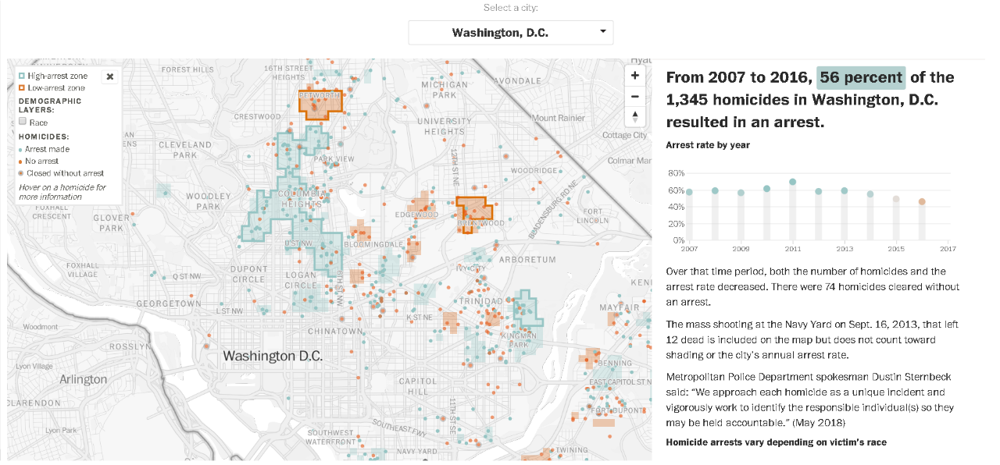 Select a city:
Washington, D.C.
High-arrest zone
Low-arrest zone
DEMOGRAPHIC
LAYERS:
Race
HOMICIDES:
Arrest made
No arrest
Closed without arrest
Hover on a homicide for
more information
FOREST HILLS
16TH STREET
HEIGHTS
PETWORTH
CRESTWOOD
MICHIGAN
PARK
AVONDALE
Hyat
UNIVERSITY
HEIGHTS
Mount Rainier
Cottage City
Colmar Mar
CLEVELAND
PARK
PARK VIEW
12TH ST NE
WOODRIDGE
WOODLEY
PARK
COLUMBIA
HEIGHTS
FOXHALL
CRESCENT
GLOVER
PARK
EDGEWOOD
BRENTWOOD
BLADENSBURG RD NE
FORT
LINCOLN
U ST NW
BLOOMINGDALE
ARBORETUM
FOXHALL
VILLAGE
Q ST NW
DUPONT
CIRCLE
LOGAN
CIRCLE
6TH ST NW
IVY CITY
KENI
GEORGETOWN
L ST NW
TRINIDAD
MAYFAIR
K ST NE
CHINATOWN
KINGMAN
PARK
Woodmont
ROSSLYN
Washington D.C.
Lyon Village
Arlington
CAPITOL
HILL
BENNING
EAST CAPITOL ST N
CLARENDON
11TH ST SE
FORT DUPONT
Lyon Park
SOUTHWEST
WATERFRONT
SOUTHEAST FWY
NAVY YARD
TWINING
From 2007 to 2016, 56 percent of the
1,345 homicides in Washington, D.C.
resulted in an arrest.
Arrest rate by year
80%
60%
40%
20%
0%
2007 2009 2011 2013 2015 2017
Over that time period, both the number of homicides and the
arrest rate decreased. There were 74 homicides cleared without
an arrest.
The mass shooting at the Navy Yard on Sept. 16, 2013, that left
12 dead is included on the map but does not count toward
shading or the city's annual arrest rate.
Metropolitan Police Department spokesman Dustin Sternbeck
said: “We approach each homicide as a unique incident and
vigorously work to identify the responsible individual(s) so they
may be held accountable.” (May 2018)
Homicide arrests vary depending on victim's race